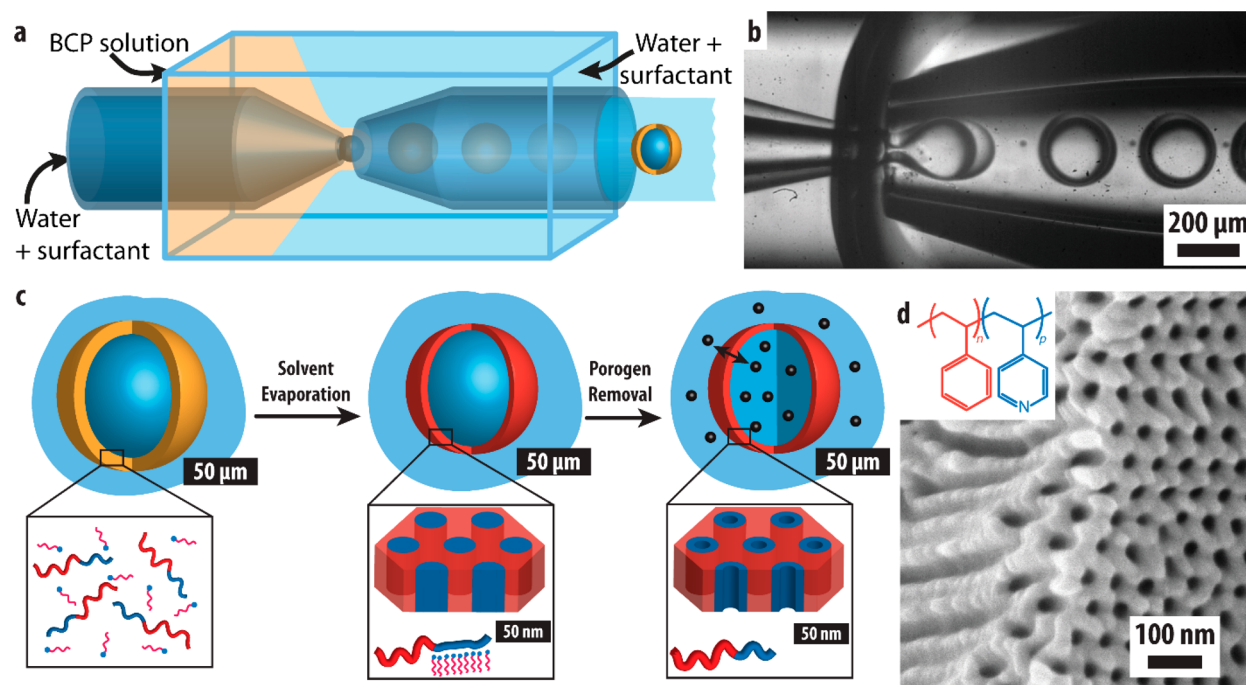 a
BCP solution
Water +
surfactant
Water
+ surfactant
b
200 µm
c
Solvent
Evaporation
Porogen
Removal
50 µm
50 µm
50 µm
50 nm
50 nm
d
n
p
N
100 nm